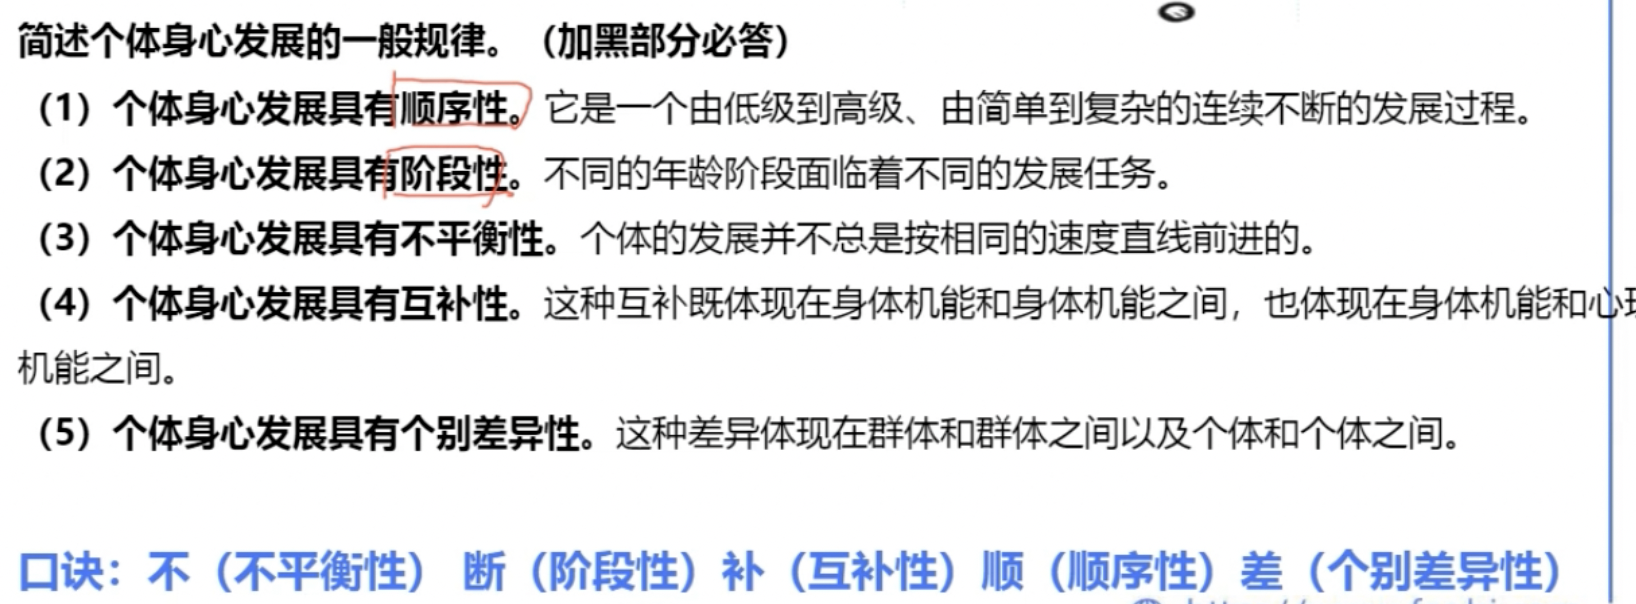 简述个体身心发展的一般规律。（加黑部分必答）
（1）个体身心发展具有顺序性。它是一个由低级到高级、由简单到复杂的连续不断的发展过程。
（2）个体身心发展具有阶段性。不同的年龄阶段面临着不同的发展任务。
（3）个体身心发展具有不平衡性。个体的发展并不总是按相同的速度直线前进的。
（4）个体身心发展具有互补性。这种互补既体现在身体机能和身体机能之间，也体现在身体机能和心理
机能之间。
（5）个体身心发展具有个别差异性。这种差异体现在群体和群体之间以及个体和个体之间。
口诀：不（不平衡性） 断（阶段性）补（互补性）顺（顺序性）差（个别差异性）